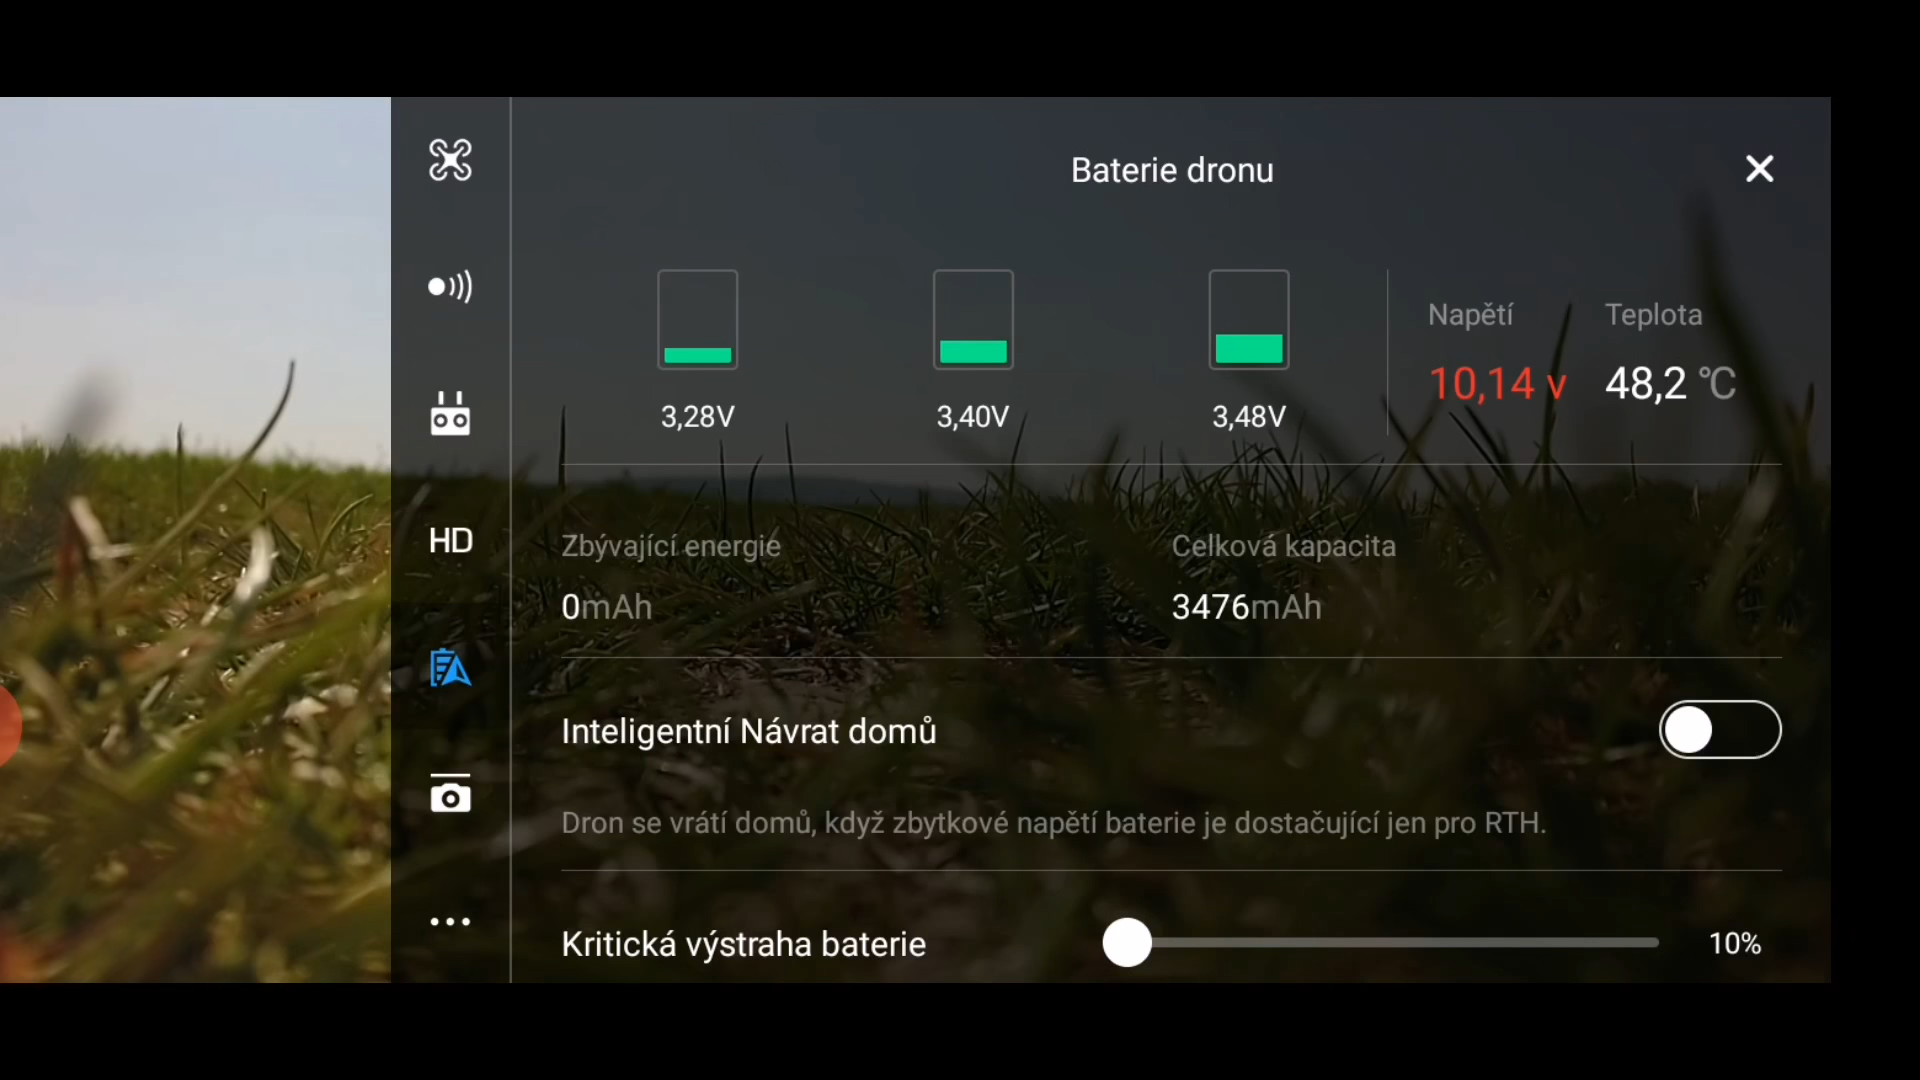 Baterie dronu
3,28V 3,40V 3,48V
Napětí Teplota
10,14 v 48,2 °C
HD
Zbývající energie Celková kapacita
0mAh 3476mAh
Inteligentní Návrat domů
Dron se vrátí domů, když zbytkové napětí baterie je dostačující jen pro RTH.
Kritická výstraha baterie 10%